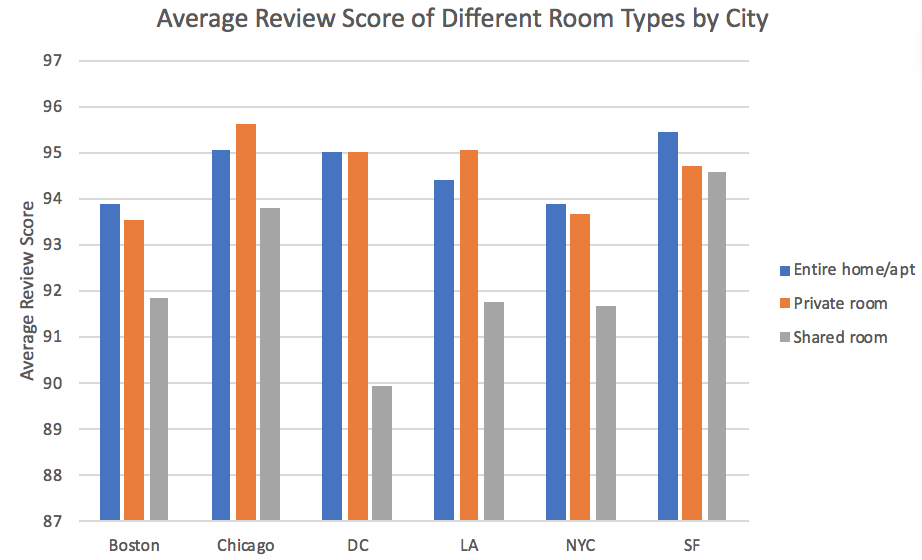 Average Review Score of Different Room Types by City
97
96
95
94
93
92
91
90
89
88
87
Average Review Score
Boston Chicago DC LA NYC SF
Entire home/apt
Private room
Shared room